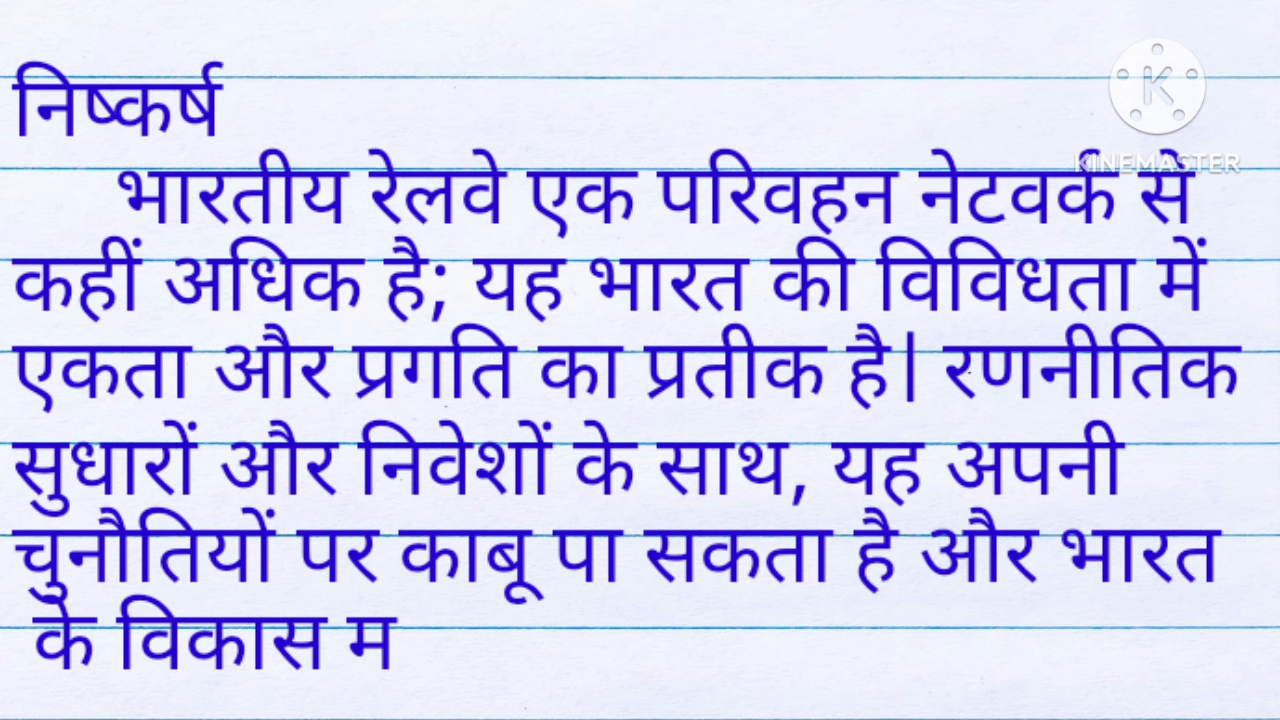 निष्कर्ष
भारतीय रेलवे एक परिवहन नेटवर्क से
कहीं अधिक है; यह भारत की विविधता में
एकता और प्रगति का प्रतीक है| रणनीतिक
सुधारों और निवेशों के साथ, यह अपनी
चुनौतियों पर काबू पा सकता है और भारत
के विकास म
KINEMASTER